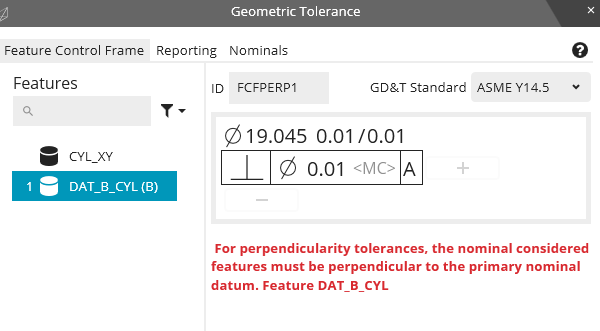 Geometric Tolerance ×
Feature Control Frame Reporting Nominals ?
Features
ID FCFPERP1 GD&T Standard ASME Y14.5
CYL_XY
1 DAT_B_CYL (B)
∅19.045 0.01/0.01
⊥ ∅ 0.01 <MC> A +
−
For perpendicularity tolerances, the nominal considered
features must be perpendicular to the primary nominal
datum. Feature DAT_B_CYL